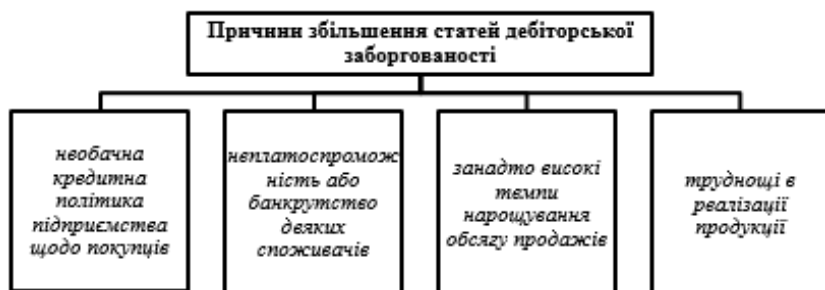 Причини збільшення статей дебіторської
заборгованості
необачна
кредитна
політика
підприємства
щодо покупців
неплатоспромож
ність або
банкрутство
деяких
споживачів
занадто високі
темпи
нарощування
обсягу продажів
труднощі в
реалізації
продукції